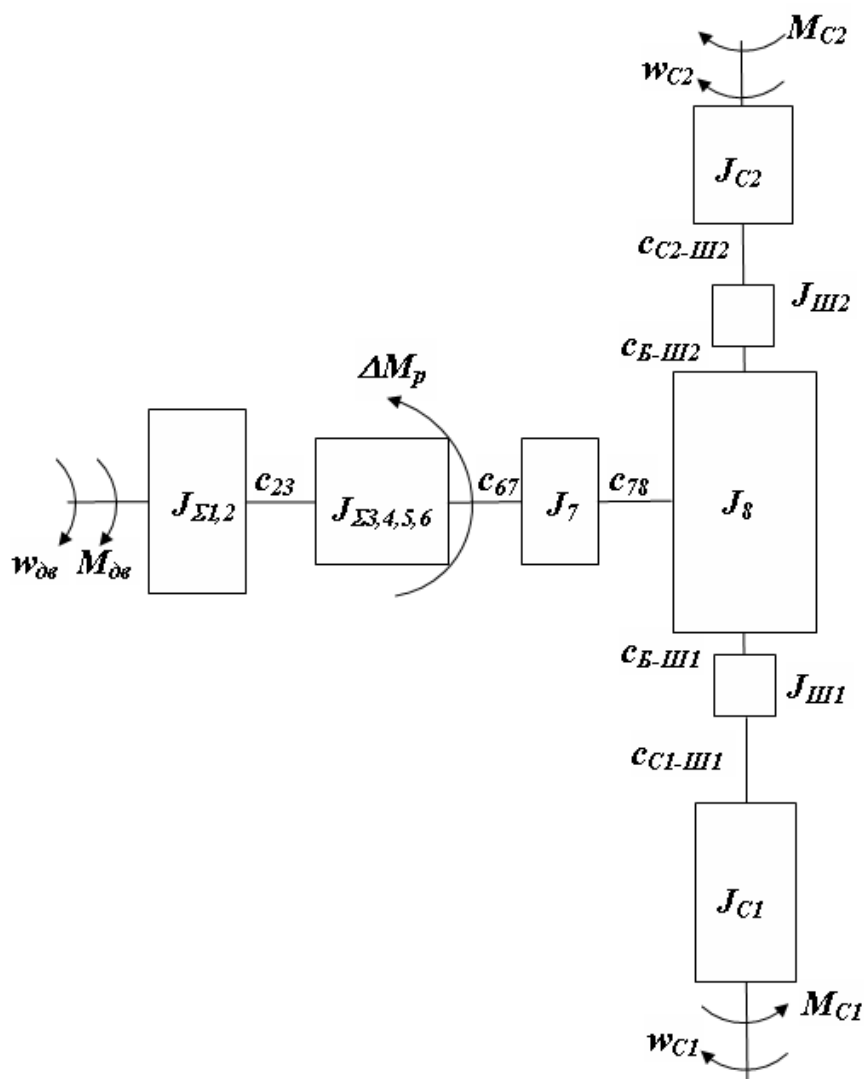 M_C2
w_C2
J_C2
c_C2-Ш2
J_Ш2
c_Б-Ш2
ΔM_p
J_Σ1,2
c_23
J_Σ3,4,5,6
c_67
J_7
c_78
J_8
w_дв
M_дв
c_Б-Ш1
J_Ш1
c_C1-Ш1
J_C1
M_C1
w_C1